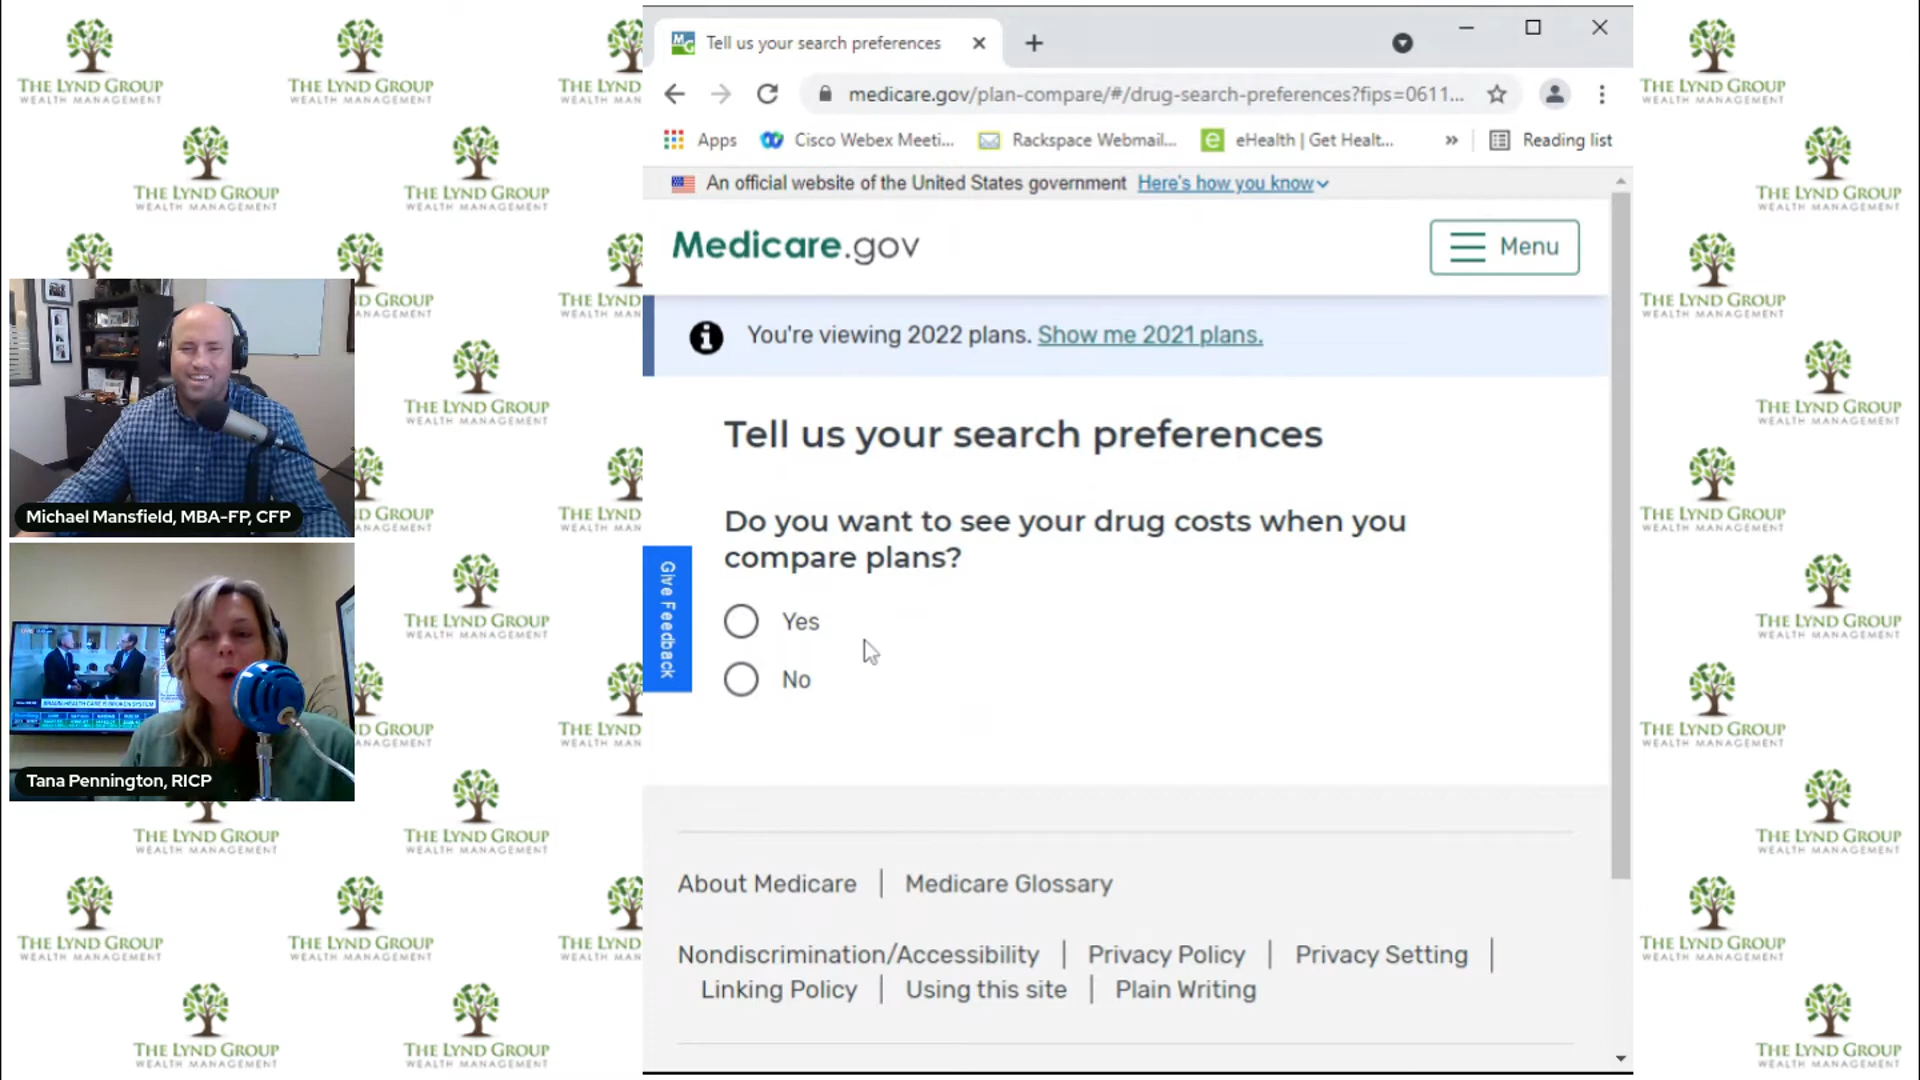 THE LYND GROUP
WEALTH MANAGEMENT
Michael Mansfield, MBA-FP, CFP
Tana Pennington, RICP
Tell us your search preferences
medicare.gov/plan-compare/#/drug-search-preferences?fips=0611...
Apps
Cisco Webex Meeti...
Rackspace Webmail...
eHealth | Get Healt...
»
Reading list
An official website of the United States government Here's how you know
Medicare.gov
Menu
You're viewing 2022 plans. Show me 2021 plans.
Tell us your search preferences
Do you want to see your drug costs when you
compare plans?
Yes
No
Give Feedback
About Medicare | Medicare Glossary
Nondiscrimination/Accessibility | Privacy Policy | Privacy Setting |
Linking Policy | Using this site | Plain Writing